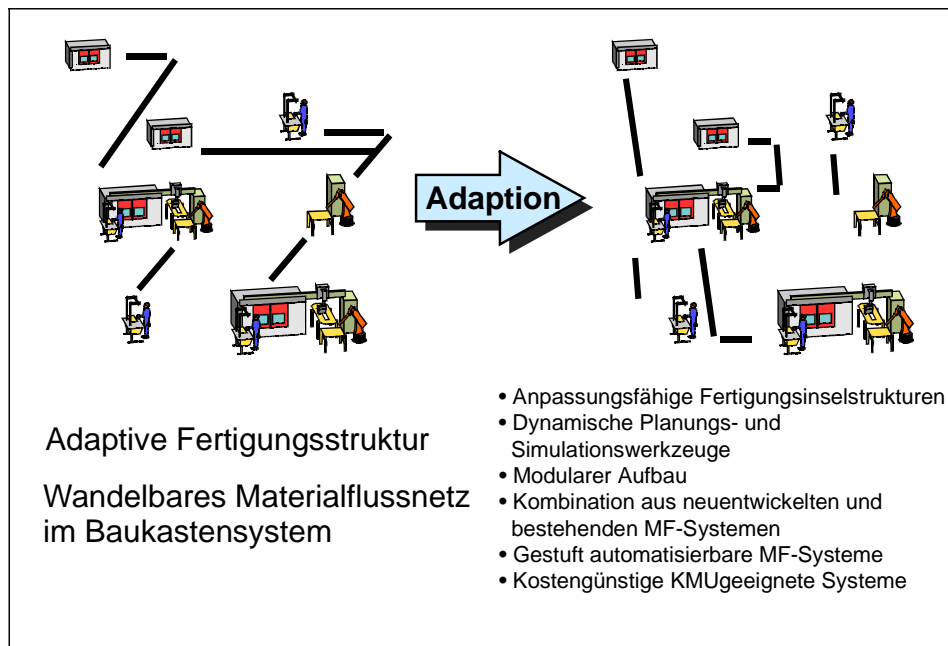 Adaption
Adaptive Fertigungsstruktur
Wandelbares Materialflussnetz
im Baukastensystem
• Anpassungsfähige Fertigungsinselstrukturen
• Dynamische Planungs- und
Simulationswerkzeuge
• Modularer Aufbau
• Kombination aus neuentwickelten und
bestehenden MF-Systemen
• Gestuft automatisierbare MF-Systeme
• Kostengünstige KMUgeeignete Systeme